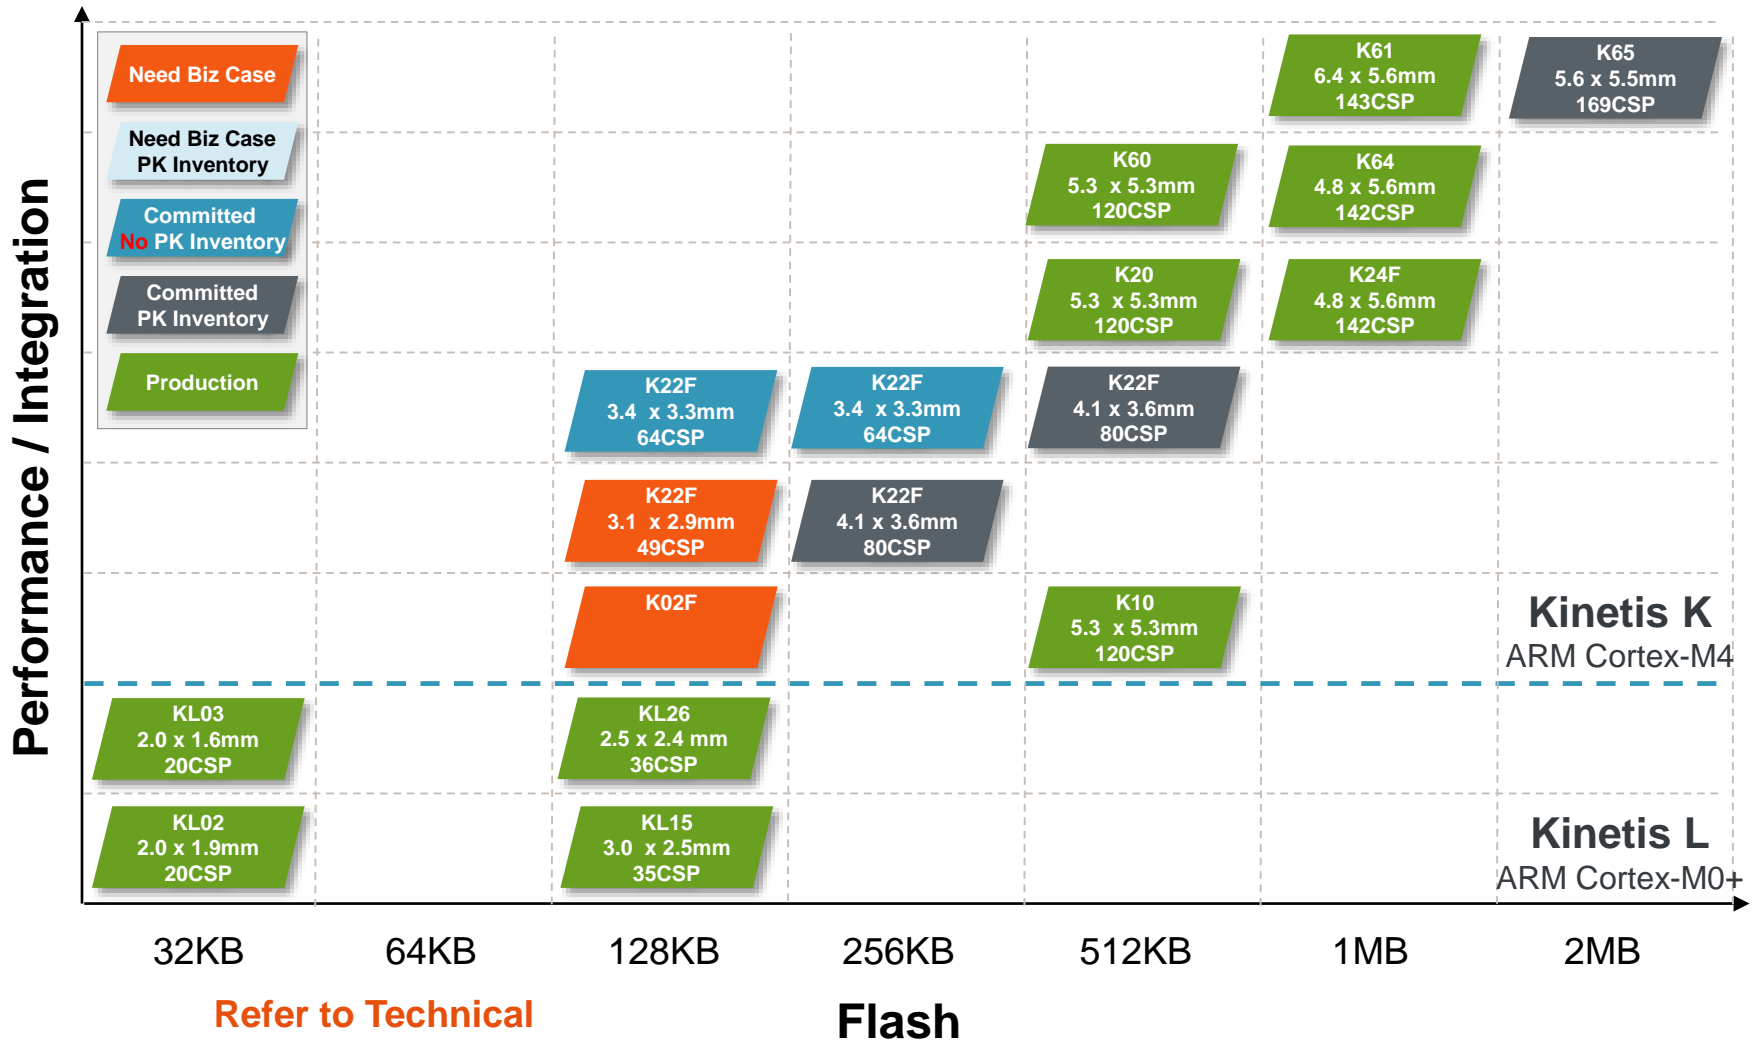 Performance / Integration
Need Biz Case
Need Biz Case
PK Inventory
Committed
No PK Inventory
Committed
PK Inventory
Production
K61
6.4 x 5.6mm
143CSP
K65
5.6 x 5.5mm
169CSP
K60
5.3 x 5.3mm
120CSP
K64
4.8 x 5.6mm
142CSP
K20
5.3 x 5.3mm
120CSP
K24F
4.8 x 5.6mm
142CSP
K22F
3.4 x 3.3mm
64CSP
K22F
3.4 x 3.3mm
64CSP
K22F
4.1 x 3.6mm
80CSP
K22F
3.1 x 2.9mm
49CSP
K22F
4.1 x 3.6mm
80CSP
K02F
K10
5.3 x 5.3mm
120CSP
Kinetis K
ARM Cortex-M4
KL03
2.0 x 1.6mm
20CSP
KL26
2.5 x 2.4 mm
36CSP
KL02
2.0 x 1.9mm
20CSP
KL15
3.0 x 2.5mm
35CSP
Kinetis L
ARM Cortex-M0+
32KB
64KB
128KB
256KB
512KB
1MB
2MB
Refer to Technical
Flash